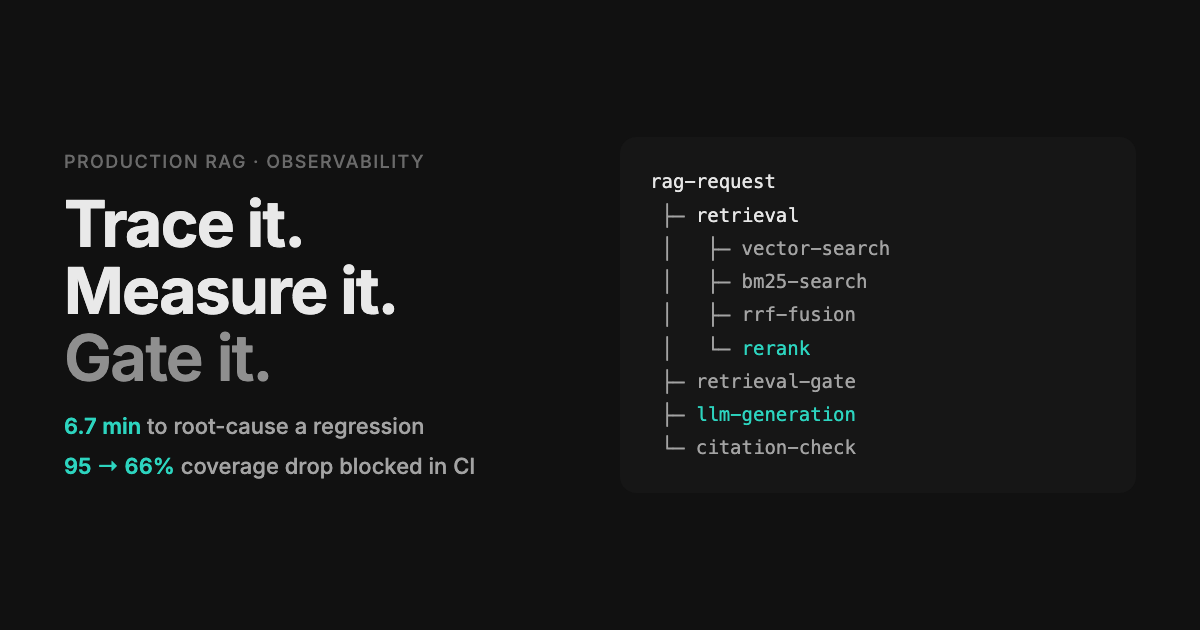 PRODUCTION RAG · OBSERVABILITY
Trace it.
Measure it.
Gate it.
6.7 min to root-cause a regression
95 → 66% coverage drop blocked in CI
rag-request
├─ retrieval
│   ├─ vector-search
│   ├─ bm25-search
│   ├─ rrf-fusion
│   └─ rerank
├─ retrieval-gate
├─ llm-generation
└─ citation-check